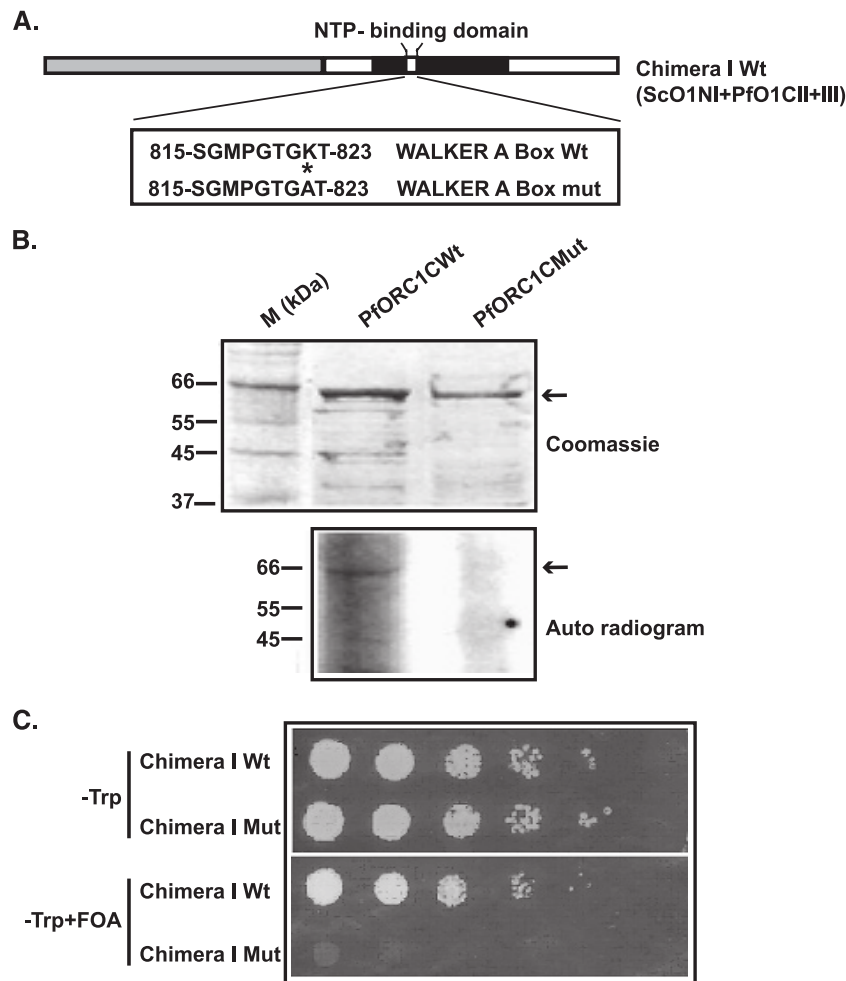 A.
NTP- binding domain
Chimera I Wt
(ScO1NI+PfO1CII+III)
815-SGMPGTGKT-823 WALKER A Box Wt
*
815-SGMPGTGAT-823 WALKER A Box mut
B.
M (kDa)
PfORC1CWt
PfORC1CMut
66
55
45
37
Coomassie
66
55
45
Auto radiogram
C.
-Trp
Chimera I Wt
Chimera I Mut
-Trp+FOA
Chimera I Wt
Chimera I Mut